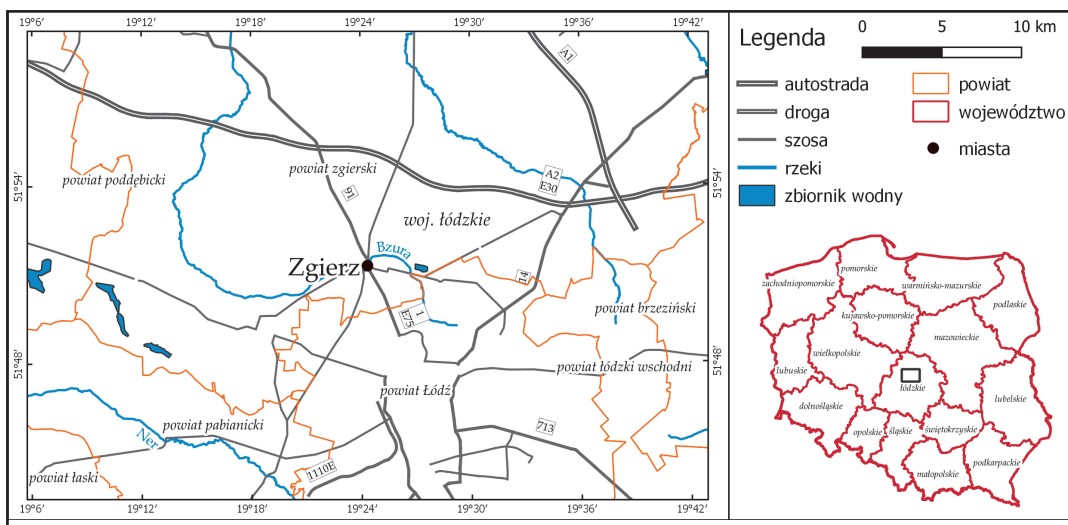 19°6' 19°12' 19°18' 19°24' 19°30' 19°36' 19°42'
A1
powiat zgierski
powiat poddębicki
A2
E30
51°54'
51°54'
91
woj. łódzkie
Bzura
Zgierz
14
1
E75
powiat brzeziński
51°48'
51°48'
powiat łódzki wschodni
powiat Łódź
powiat pabianicki
Ner
713
1110E
powiat łaski
19°6' 19°12' 19°18' 19°24' 19°30' 19°36' 19°42'
Legenda
0 5 10 km
autostrada
droga
szosa
rzeki
zbiornik wodny
powiat
województwo
miasta
pomorskie
zachodniopomorskie
warmińsko-mazurskie
podlaskie
kujawsko-pomorskie
mazowieckie
wielkopolskie
lubuskie
łódzkie
lubelskie
dolnośląskie
opolskie
śląskie
świętokrzyskie
małopolskie
podkarpackie